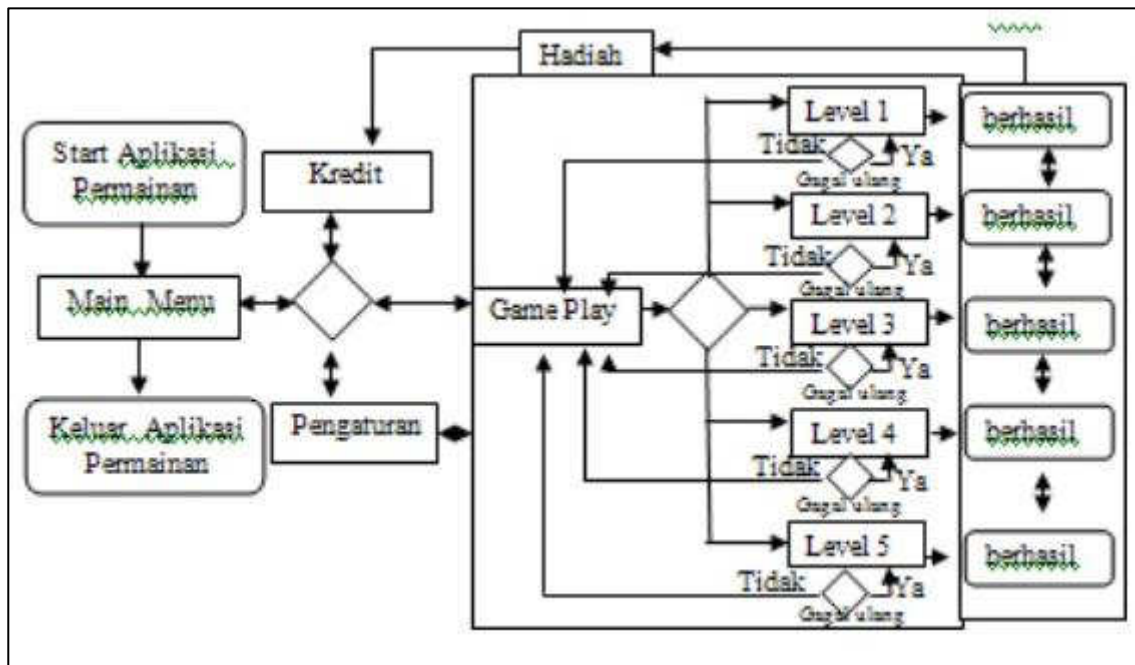 Hadiah
Start Aplikasi
Permainan
Kredit
Main Menu
Keluar Aplikasi
Permainan
Pengaturan
Game Play
Level 1
Tidak
Ya
Gagal ulang
berhasil
Level 2
Tidak
Ya
Gagal ulang
berhasil
Level 3
Tidak
Ya
Gagal ulang
berhasil
Level 4
Tidak
Ya
Gagal ulang
berhasil
Level 5
Tidak
Ya
Gagal ulang
berhasil